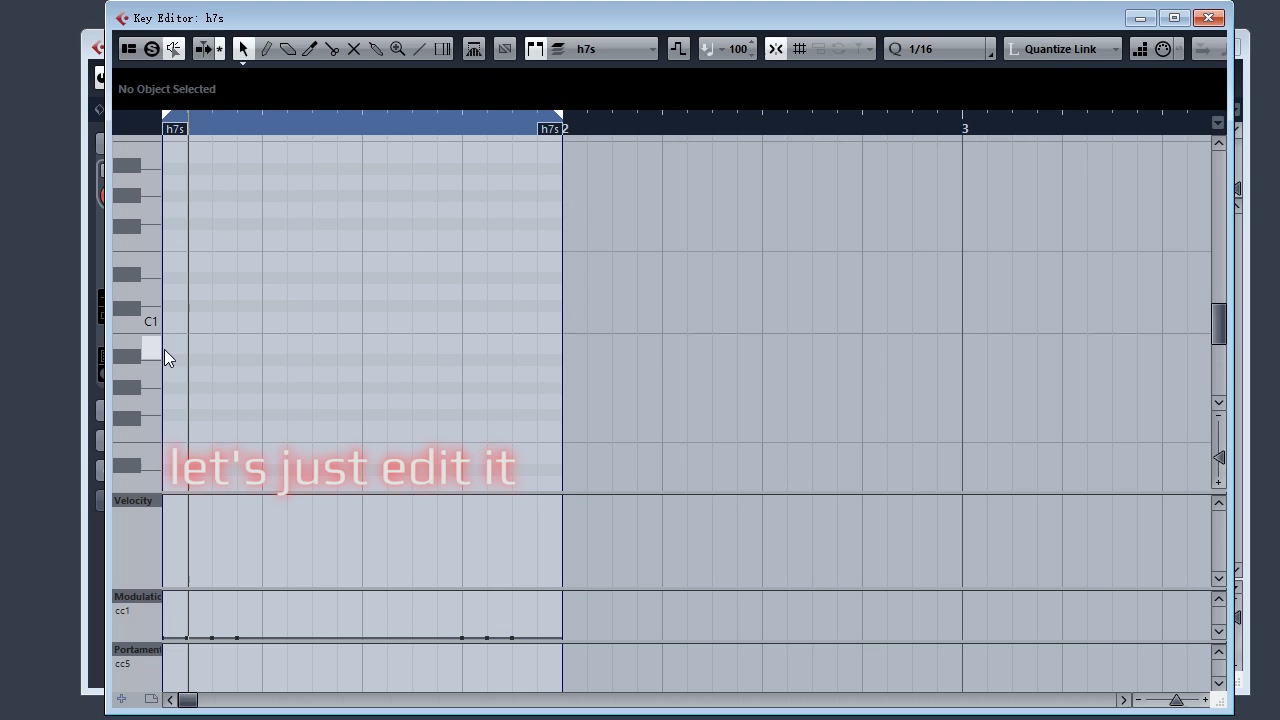 Key Editor: h7s
h7s
100
1/16
Quantize Link
No Object Selected
h7s
h7s
2
3
C1
let's just edit it
Velocity
Modulatio
cc1
Portament
cc5